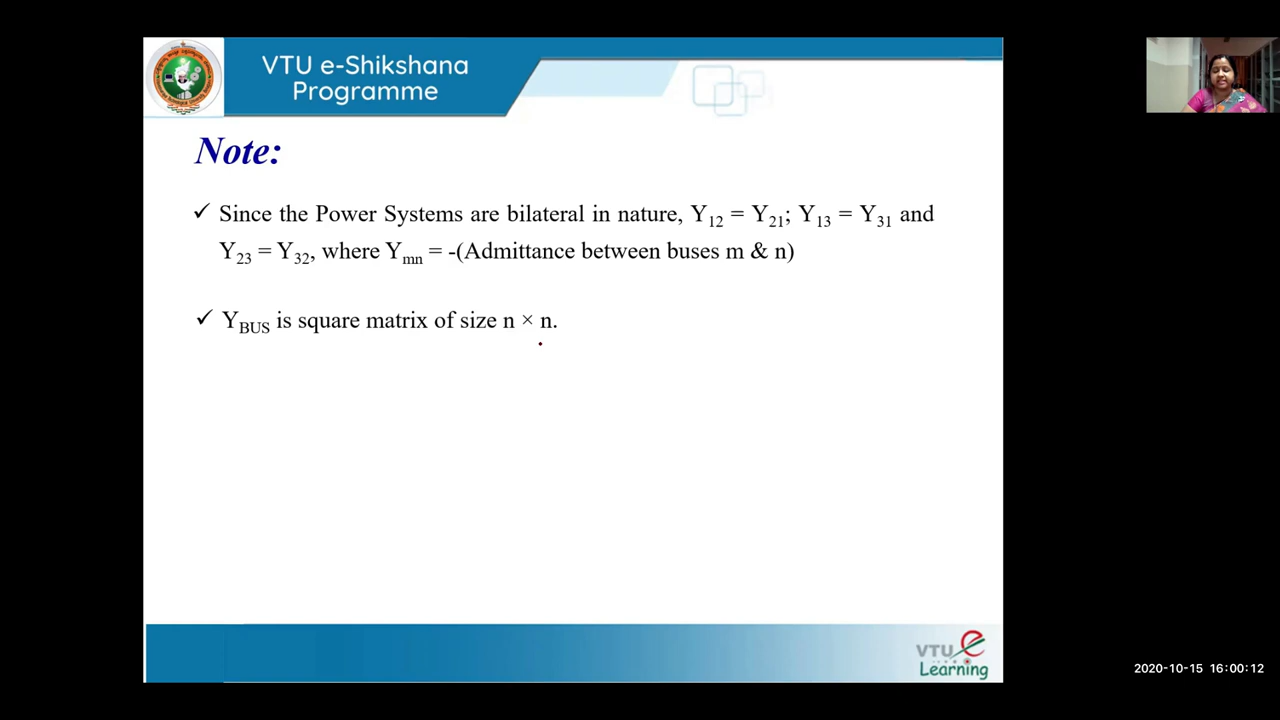 VTU e-Shikshana
Programme
Note:
✓ Since the Power Systems are bilateral in nature, Y12 = Y21; Y13 = Y31 and
Y23 = Y32, where Ymn = -(Admittance between buses m & n)
✓ YBUS is square matrix of size n × n.
VTU e
Learning
2020-10-15 16:00:12